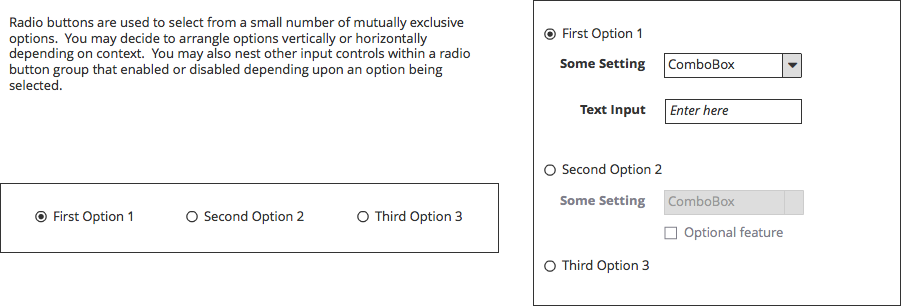 Radio buttons are used to select from a small number of mutually exclusive
options.  You may decide to arrangle options vertically or horizontally
depending on context.  You may also nest other input controls within a radio
button group that enabled or disabled depending upon an option being
selected.
First Option 1
Second Option 2
Third Option 3
First Option 1
Some Setting
ComboBox
Text Input
Enter here
Second Option 2
Some Setting
ComboBox
Optional feature
Third Option 3